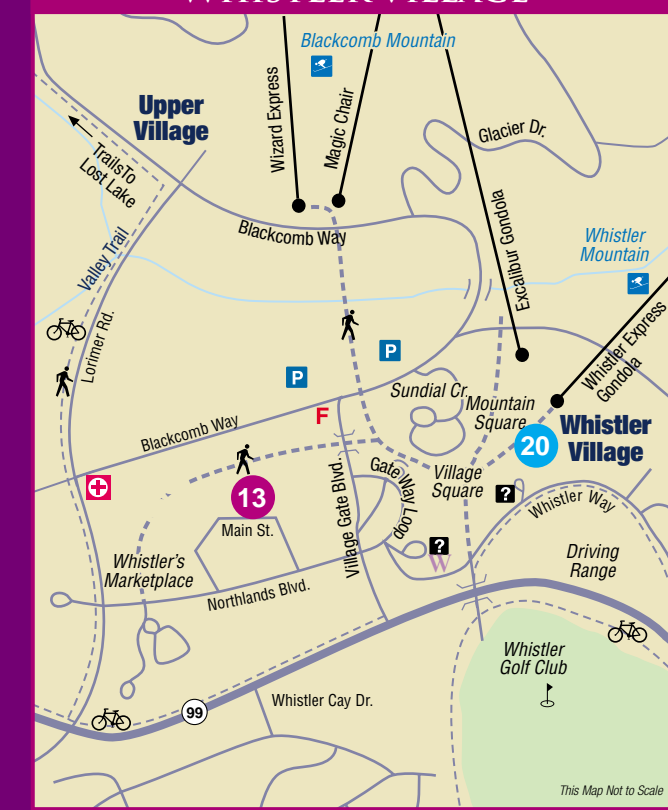 WHISTLER VILLAGE
Blackcomb Mountain
Upper
Village
Wizard Express
Magic Chair
Glacier Dr.
Trails To
Lost Lake
Excalibur Gondola
Blackcomb Way
Whistler
Mountain
Valley Trail
Lorimer Rd.
Whistler Express
Gondola
P
P
Sundial Cr.
Mountain
Square
F
Whistler
Village
20
Blackcomb Way
Village Gate Blvd.
Gate Way Loop
Village
Square
?
13
Main St.
Whistler Way
?
W
Whistler's
Marketplace
Driving
Range
Northlands Blvd.
Whistler
Golf Club
99
Whistler Cay Dr.
This Map Not to Scale